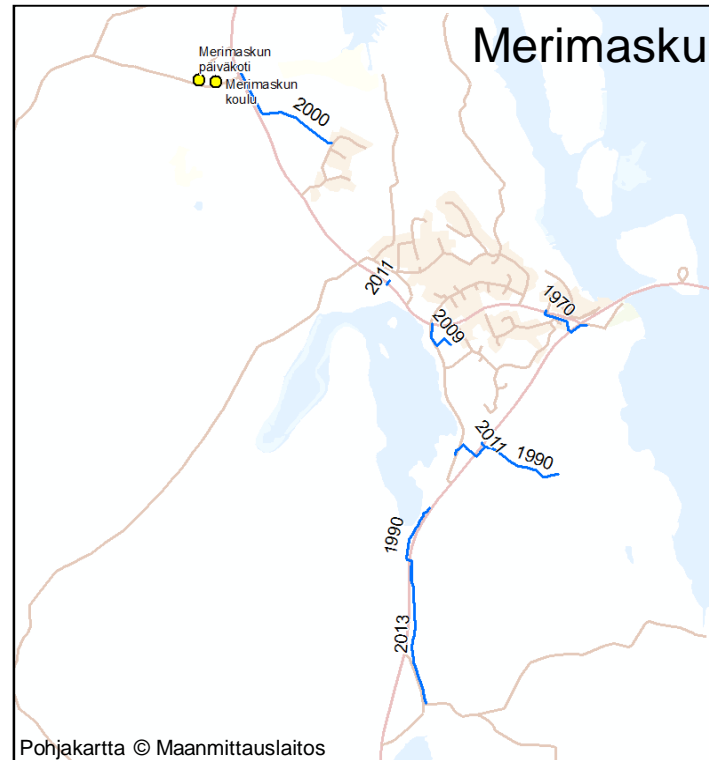 Merimasku
Merimaskun
päiväkoti
Merimaskun
koulu
2000
2011
2009
1970
2011
1990
1990
2013
Pohjakartta © Maanmittauslaitos